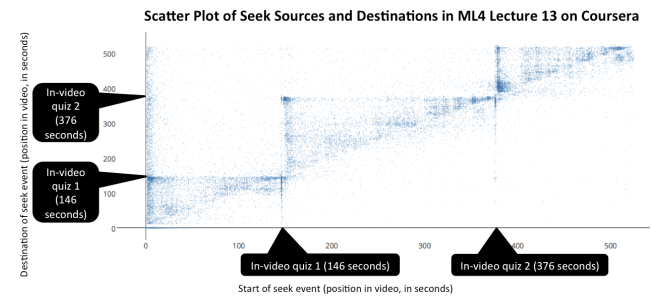 Scatter Plot of Seek Sources and Destinations in ML4 Lecture 13 on Coursera
Destination of seek event (position in video, in seconds)
500
400
300
200
100
0
In-video
quiz 2
(376
seconds)
In-video
quiz 1
(146
seconds)
0
100
200
300
400
500
In-video quiz 1 (146 seconds)
In-video quiz 2 (376 seconds)
Start of seek event (position in video, in seconds)